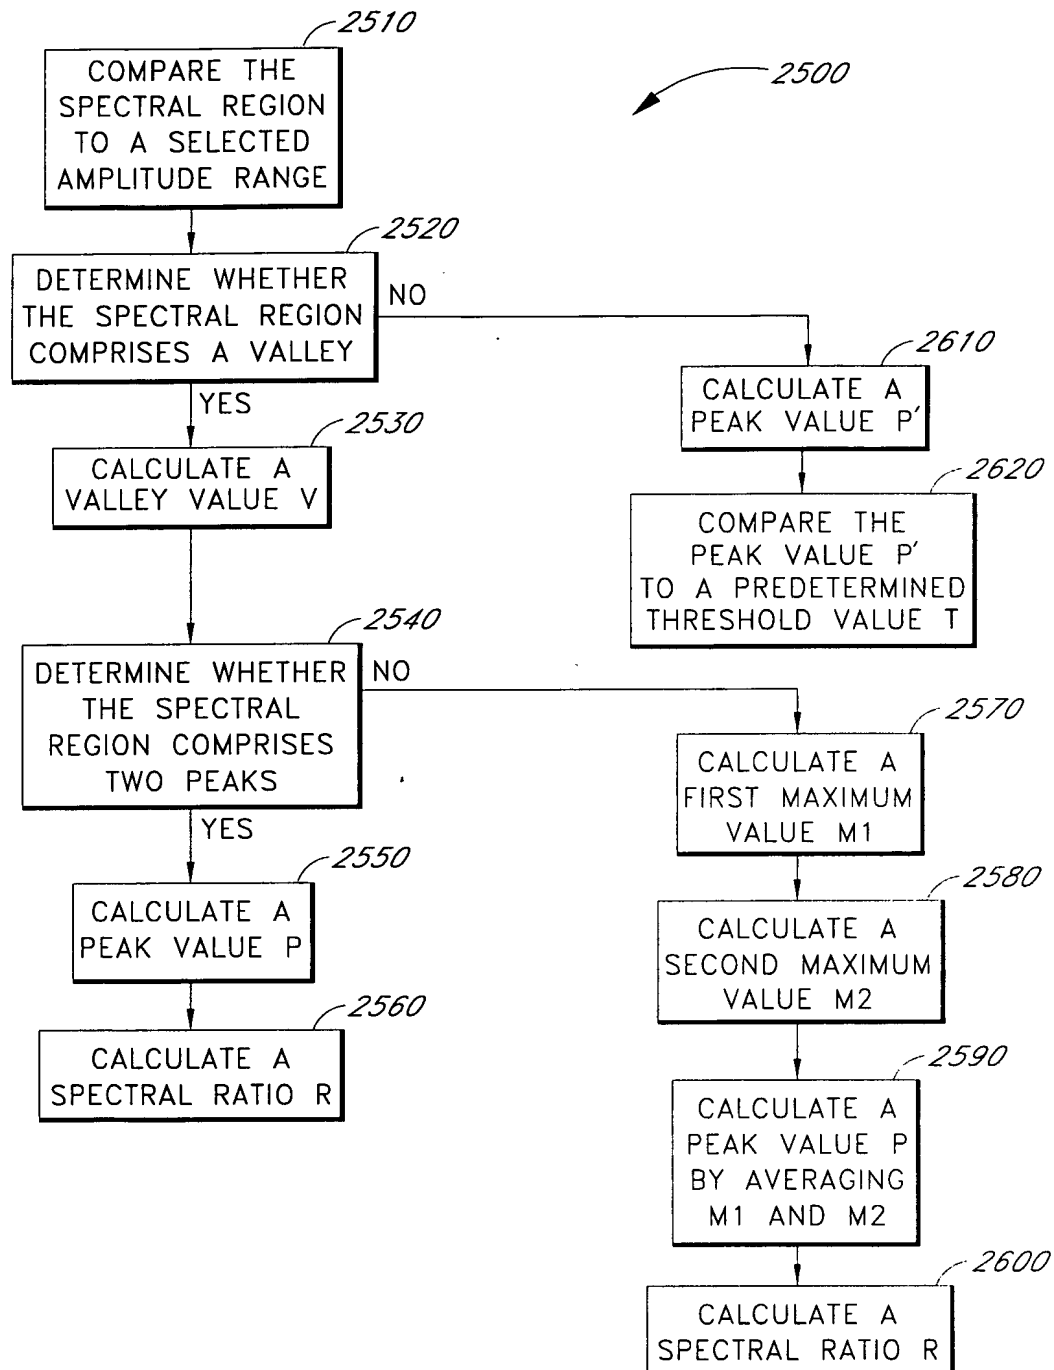 2510
COMPARE THE
SPECTRAL REGION
TO A SELECTED
AMPLITUDE RANGE
2500
2520
DETERMINE WHETHER
THE SPECTRAL REGION
COMPRISES A VALLEY
NO
YES
2610
CALCULATE A
PEAK VALUE P'
2530
CALCULATE A
VALLEY VALUE V
2620
COMPARE THE
PEAK VALUE P'
TO A PREDETERMINED
THRESHOLD VALUE T
2540
DETERMINE WHETHER
THE SPECTRAL
REGION COMPRISES
TWO PEAKS
NO
YES
2570
CALCULATE A
FIRST MAXIMUM
VALUE M1
2550
CALCULATE A
PEAK VALUE P
2580
CALCULATE A
SECOND MAXIMUM
VALUE M2
2560
CALCULATE A
SPECTRAL RATIO R
2590
CALCULATE A
PEAK VALUE P
BY AVERAGING
M1 AND M2
2600
CALCULATE A
SPECTRAL RATIO R